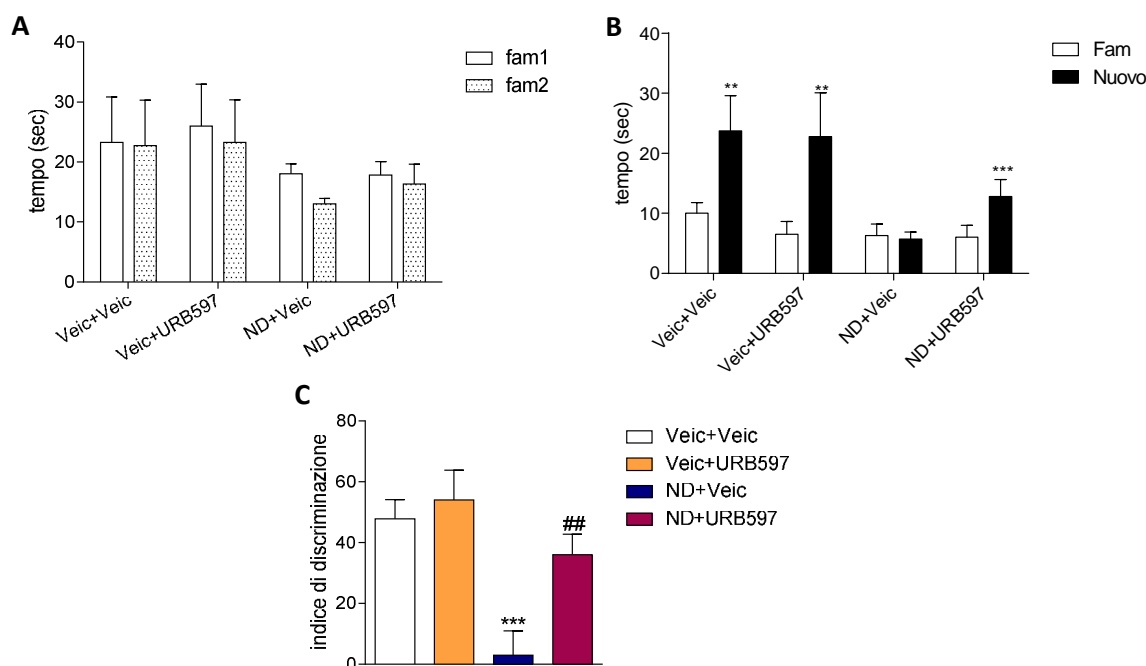 A
tempo (sec)
40
30
20
10
0
Veic+Veic
Veic+URB597
ND+Veic
ND+URB597
fam1
fam2
B
tempo (sec)
40
30
20
10
0
**
**
***
Veic+Veic
Veic+URB597
ND+Veic
ND+URB597
Fam
Nuovo
C
indice di discriminazione
80
60
40
20
0
***
##
Veic+Veic
Veic+URB597
ND+Veic
ND+URB597